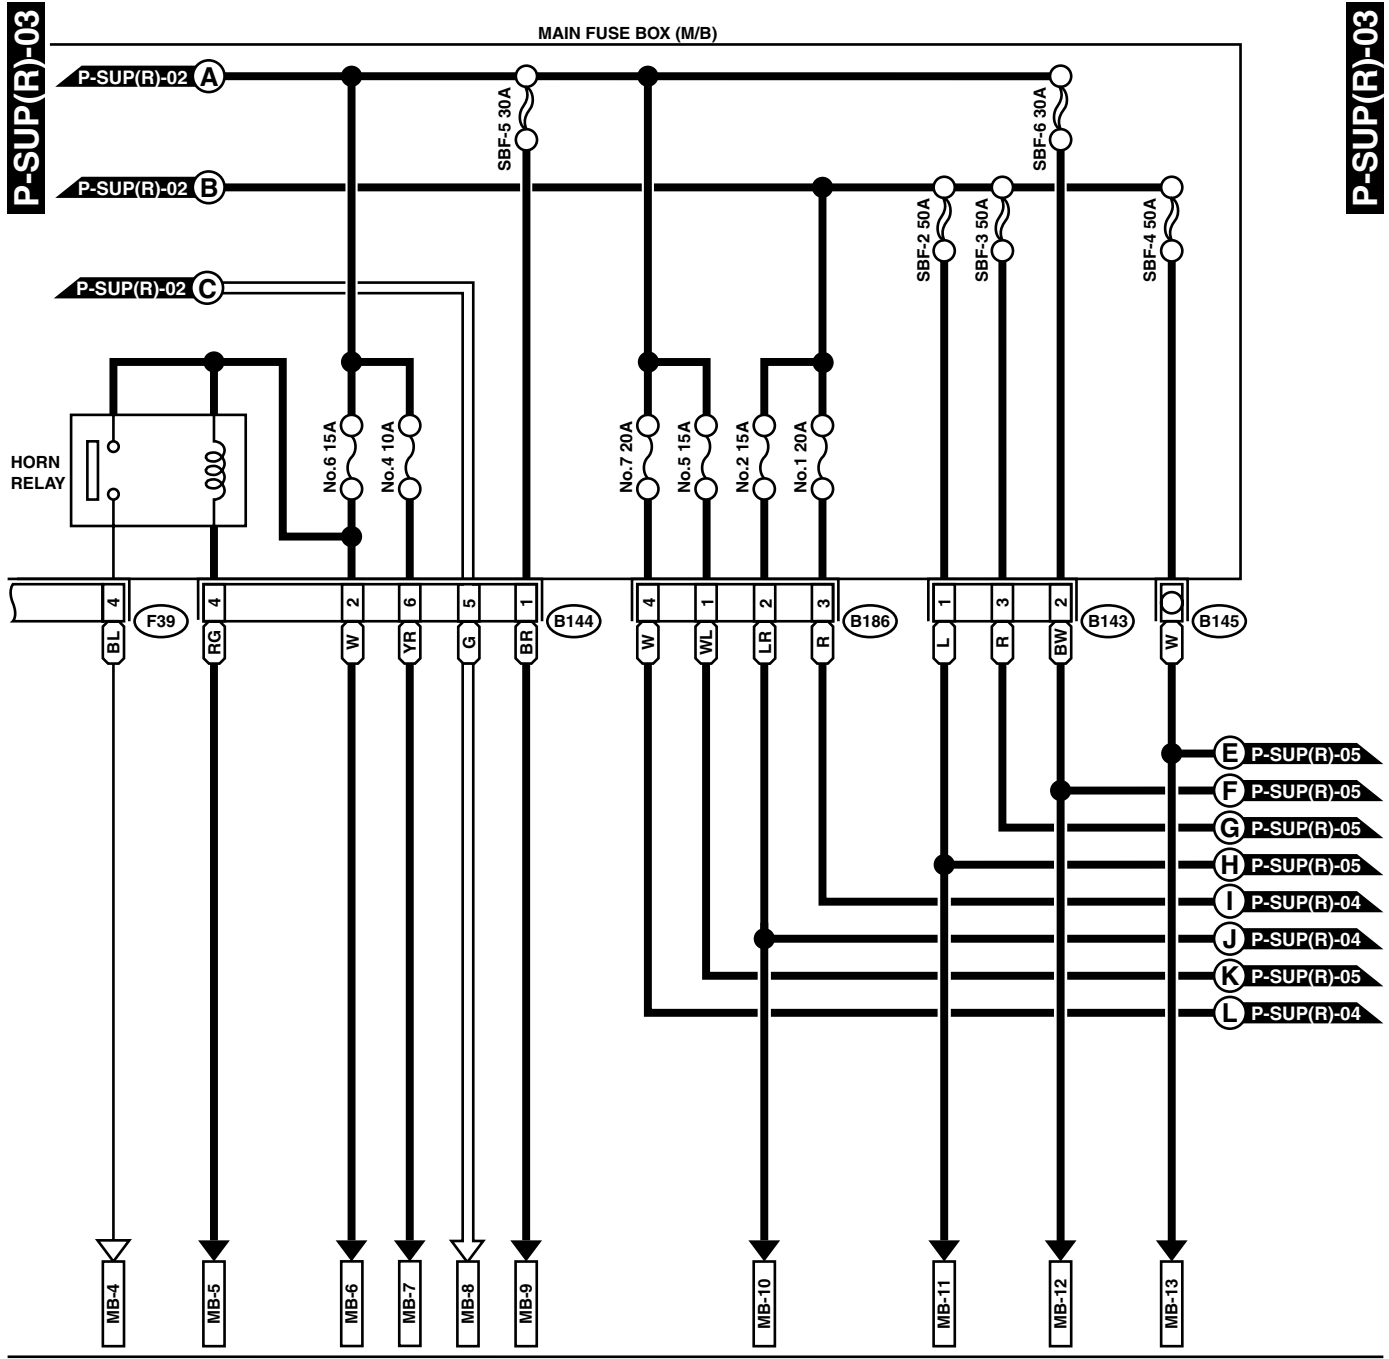 P-SUP(R)-03
P-SUP(R)-03
MAIN FUSE BOX (M/B)
P-SUP(R)-02 A
SBF-5 30A
SBF-6 30A
P-SUP(R)-02 B
SBF-2 50A
SBF-3 50A
SBF-4 50A
P-SUP(R)-02 C
HORN
RELAY
No.6 15A
No.4 10A
No.7 20A
No.5 15A
No.2 15A
No.1 20A
4 F39 4 2 6 5 1 B144 4 1 2 3 B186 1 3 2 B143 B145
BL RG W YR G BR W WL LR R L R BW W
E P-SUP(R)-05
F P-SUP(R)-05
G P-SUP(R)-05
H P-SUP(R)-05
I P-SUP(R)-04
J P-SUP(R)-04
K P-SUP(R)-05
L P-SUP(R)-04
MB-4
MB-5
MB-6
MB-7
MB-8
MB-9
MB-10
MB-11
MB-12
MB-13